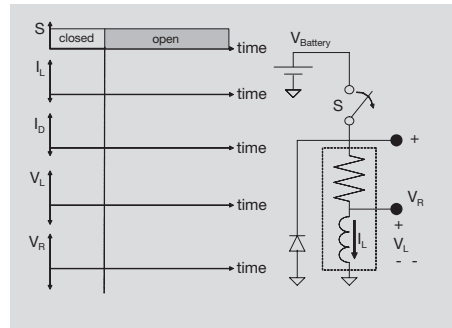 S
closed
open
time
I_L
time
I_D
time
V_L
time
V_R
time
V_Battery
S
+
V_R
+
I_L
V_L
- -